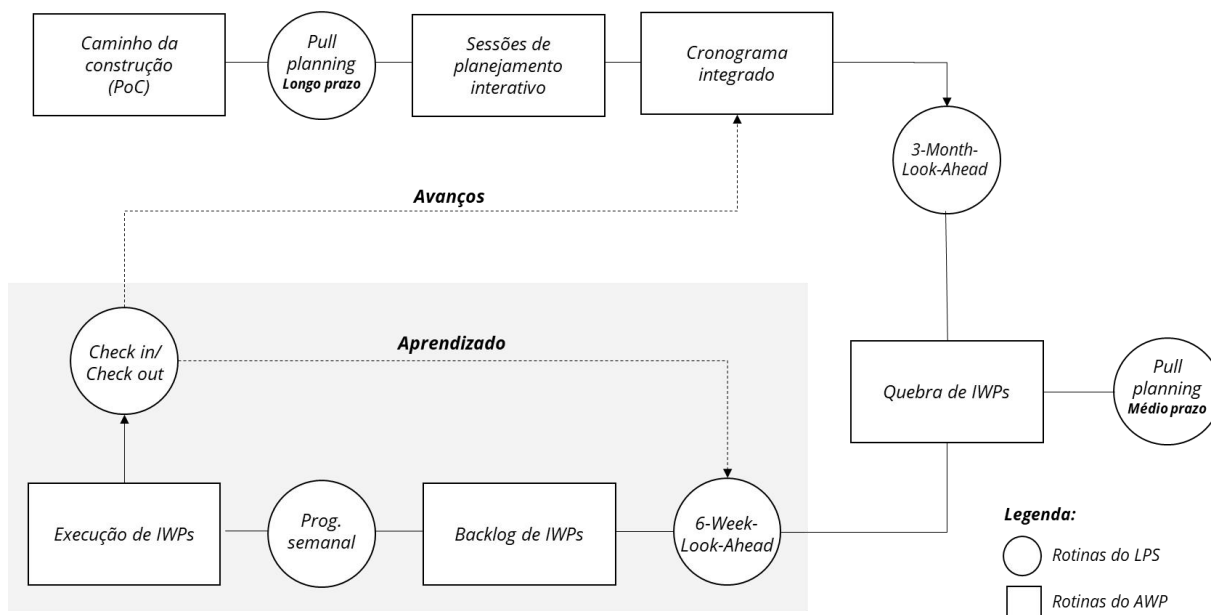 Caminho da
construção
(PoC)
Pull
planning
Longo prazo
Sessões de
planejamento
interativo
Cronograma
integrado
3-Month-
Look-Ahead
Avanços
Check in/
Check out
Aprendizado
Quebra de IWPs
Pull
planning
Médio prazo
Execução de IWPs
Prog.
semanal
Backlog de IWPs
6-Week-
Look-Ahead
Legenda:
Rotinas do LPS
Rotinas do AWP